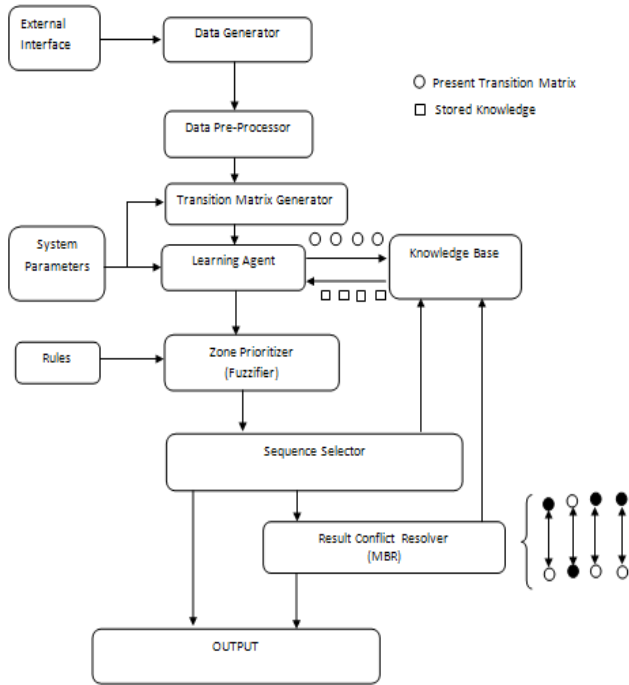 External
Interface
Data Generator
Present Transition Matrix
Stored Knowledge
Data Pre-Processor
Transition Matrix Generator
System
Parameters
Learning Agent
Knowledge Base
Rules
Zone Prioritizer
(Fuzzifier)
Sequence Selector
Result Conflict Resolver
(MBR)
OUTPUT